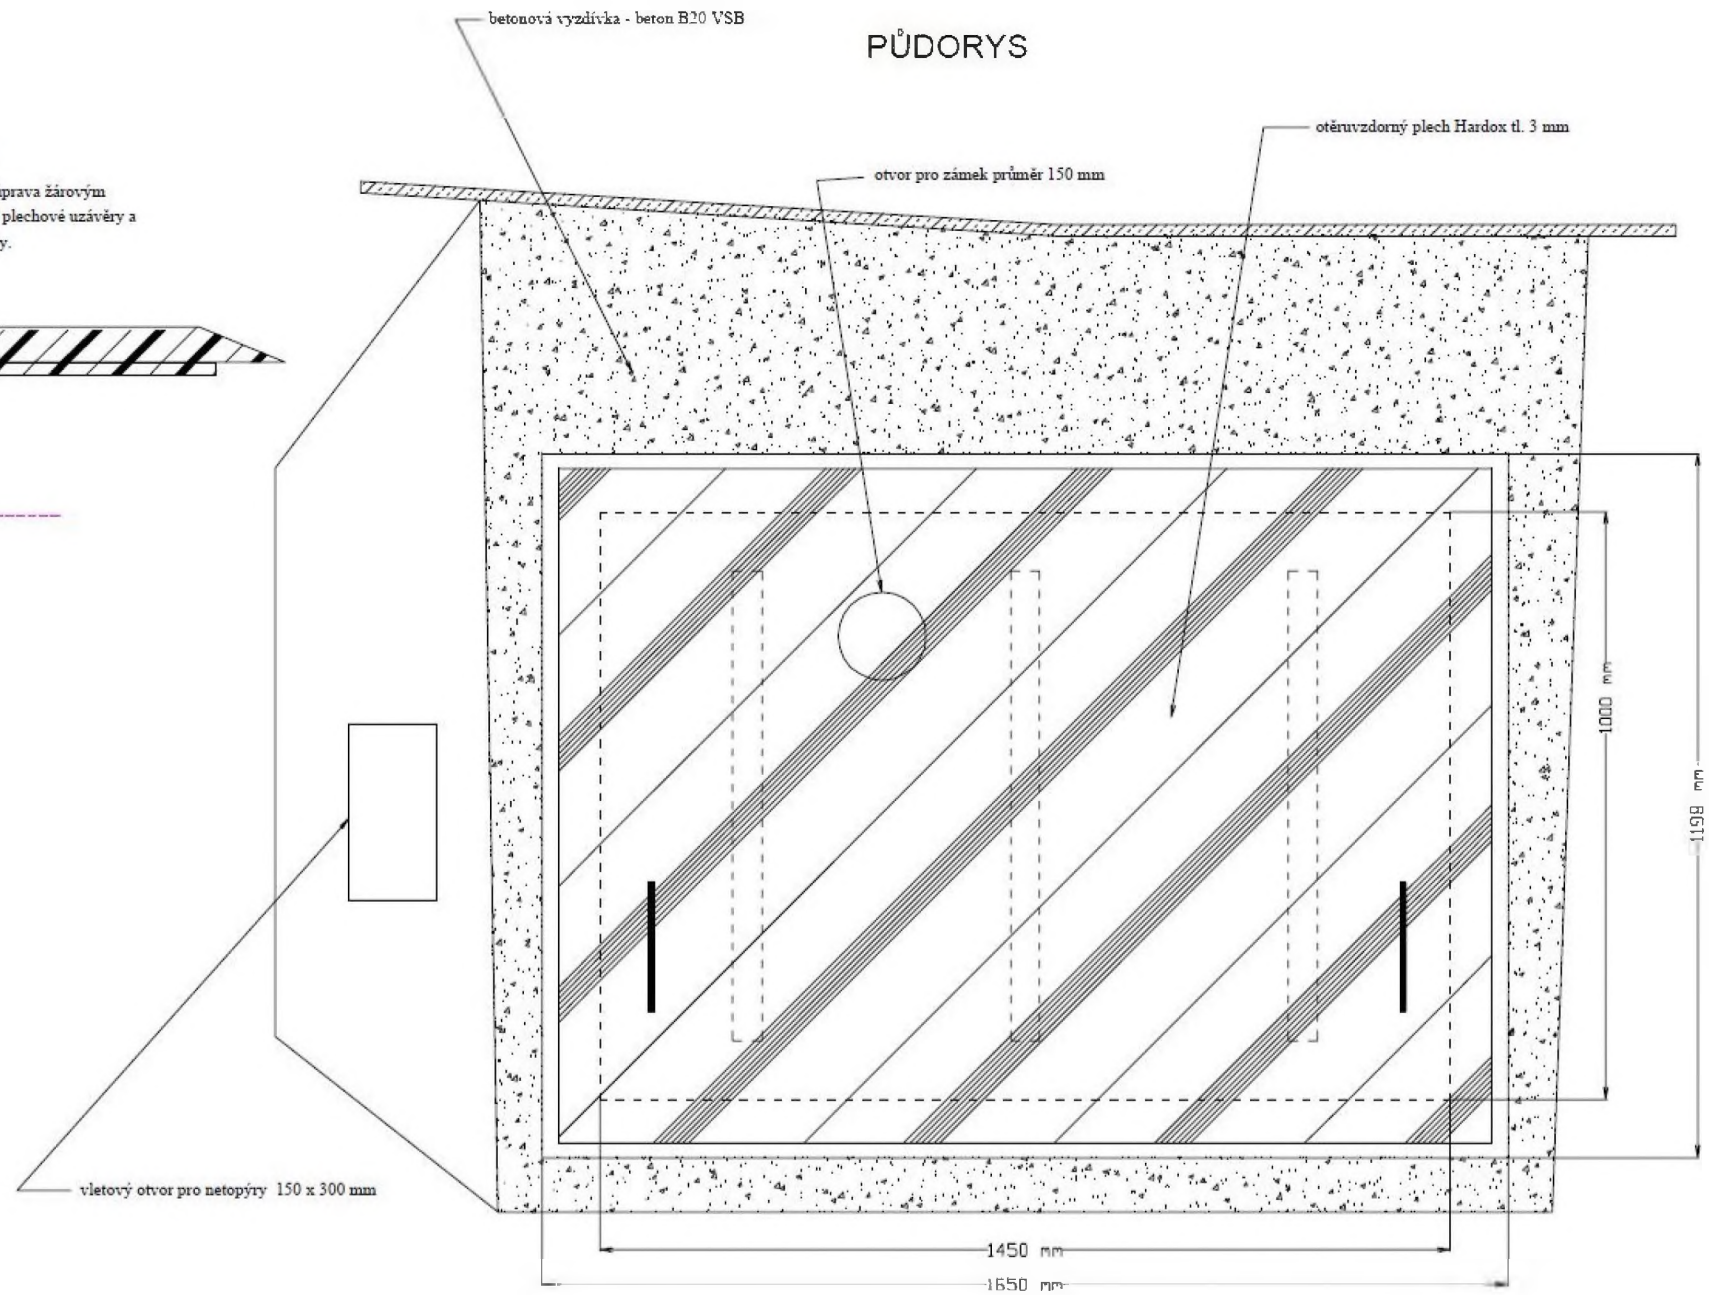 betonová vyzdívka - beton B20 VSB
PŮDORYS
otěruvzdorný plech Hardox tl. 3 mm
otvor pro zámek průměr 150 mm
prava žárovým
plechové uzávěry a
y.
1000 mm
1198 mm
vletový otvor pro netopýry 150 x 300 mm
1450 mm
1650 mm